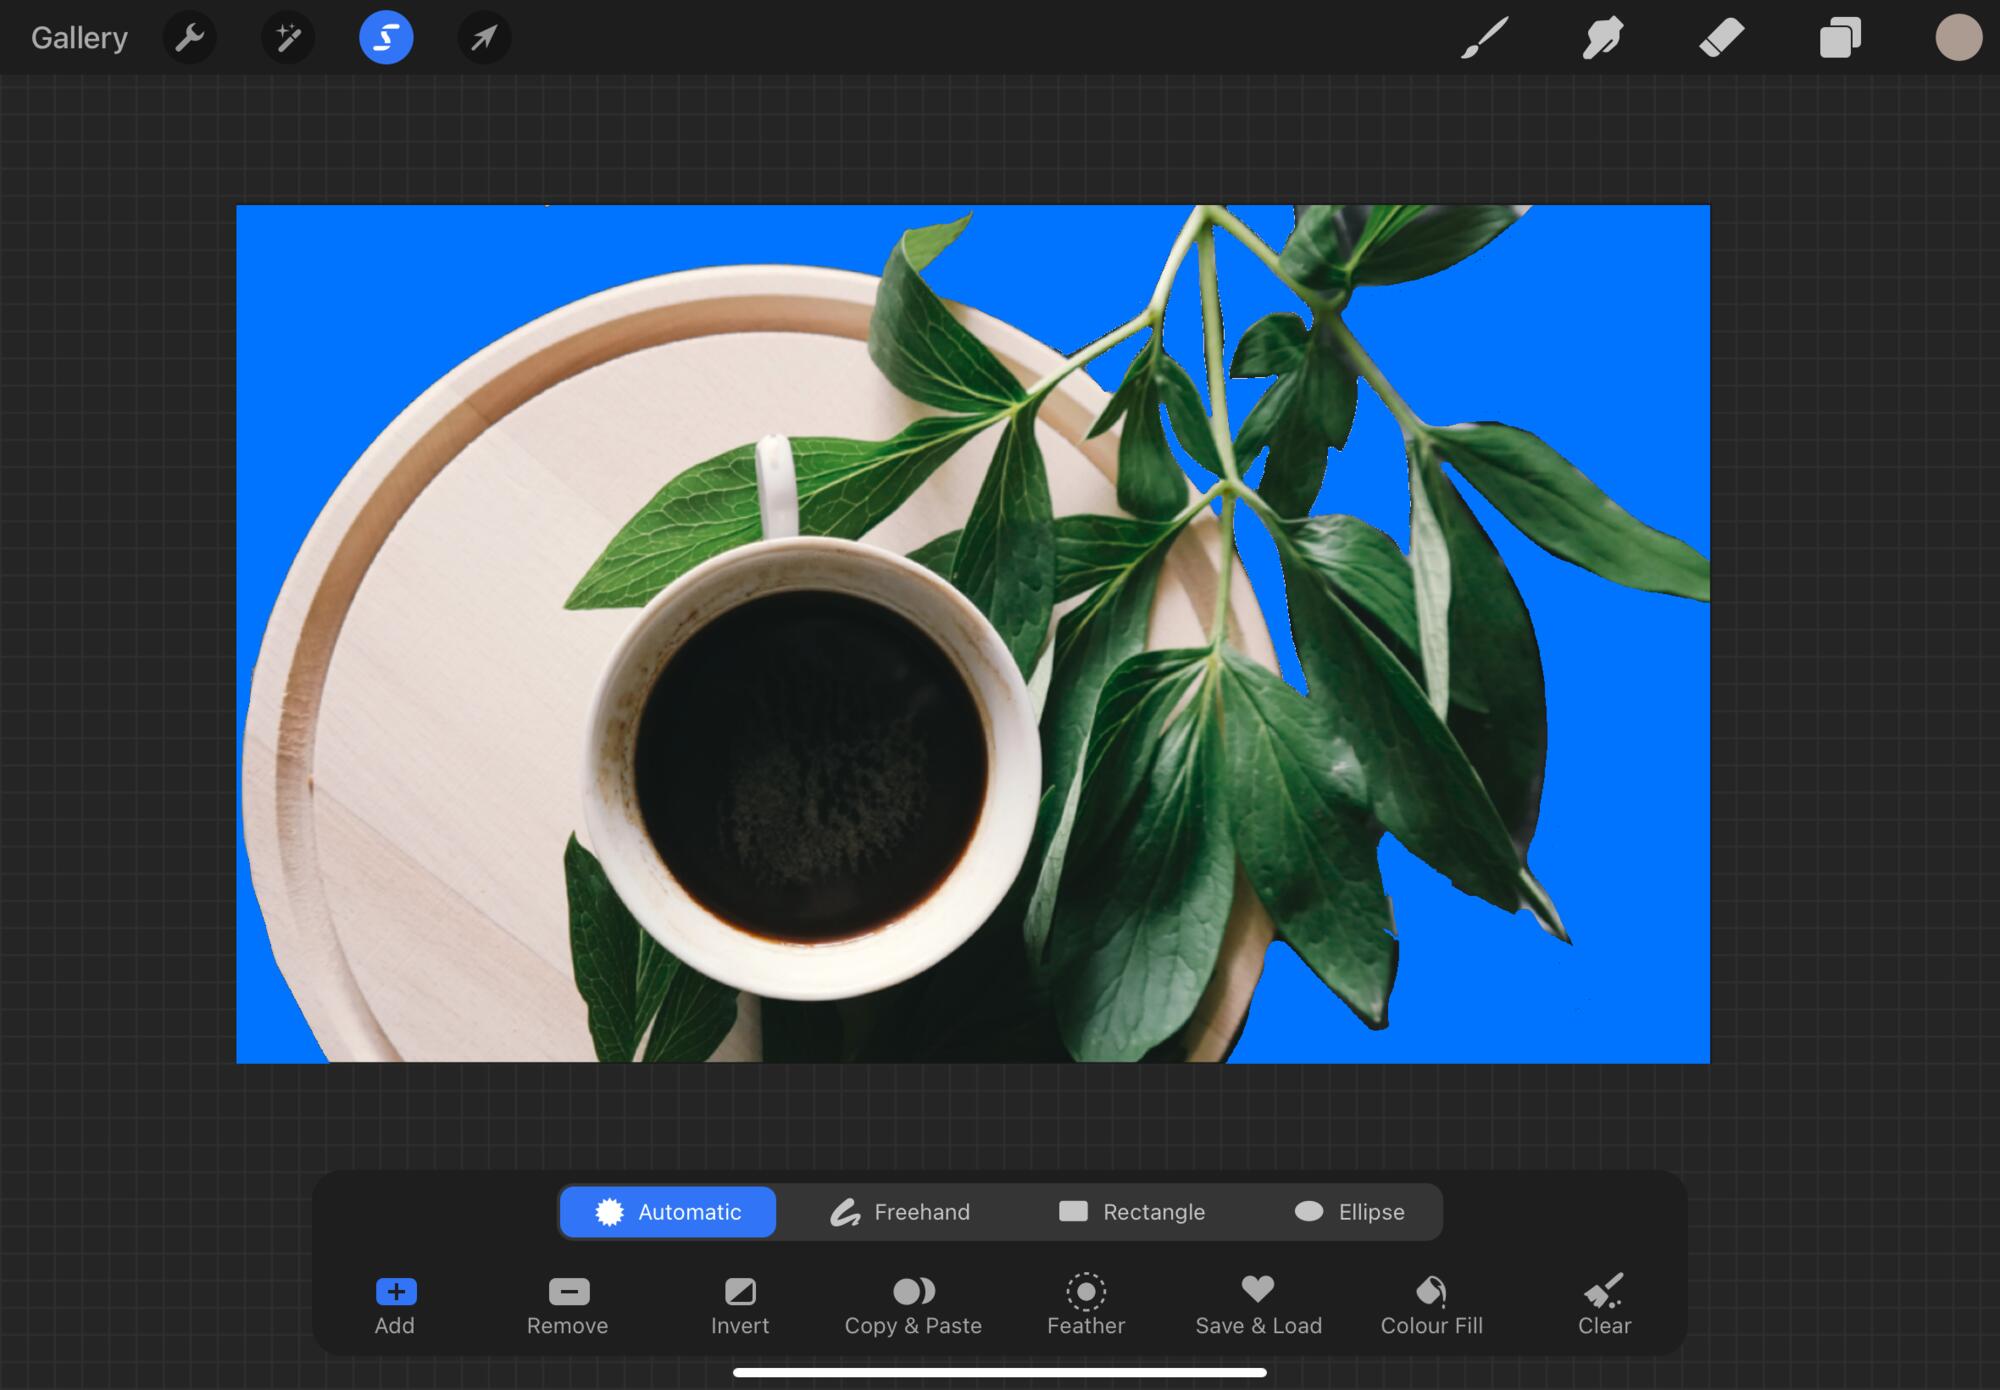 Gallery
Automatic
Freehand
Rectangle
Ellipse
Add
Remove
Invert
Copy & Paste
Feather
Save & Load
Colour Fill
Clear